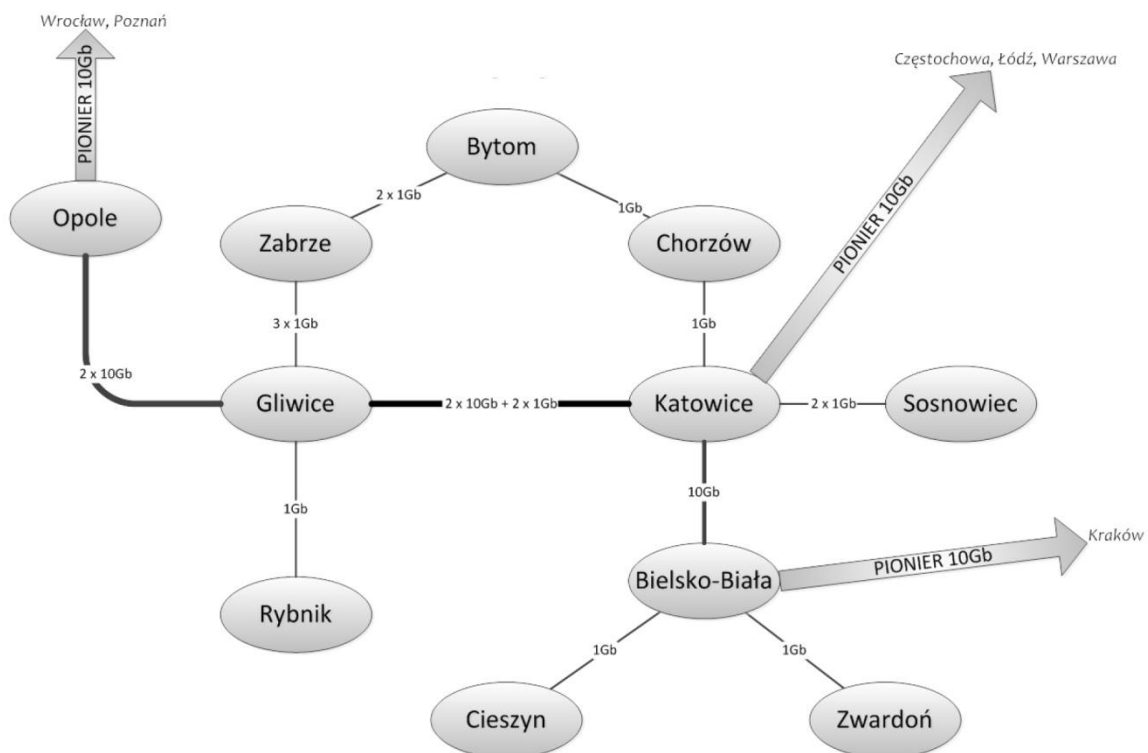 Wrocław, Poznań
PIONIER 10Gb
Częstochowa, Łódź, Warszawa
PIONIER 10Gb
Bytom
2 x 1Gb
1Gb
Opole
Zabrze
Chorzów
3 x 1Gb
1Gb
2 x 10Gb
Gliwice
2 x 10Gb + 2 x 1Gb
Katowice
2 x 1Gb
Sosnowiec
1Gb
10Gb
Kraków
PIONIER 10Gb
Bielsko-Biała
Rybnik
1Gb
1Gb
Cieszyn
Zwardoń